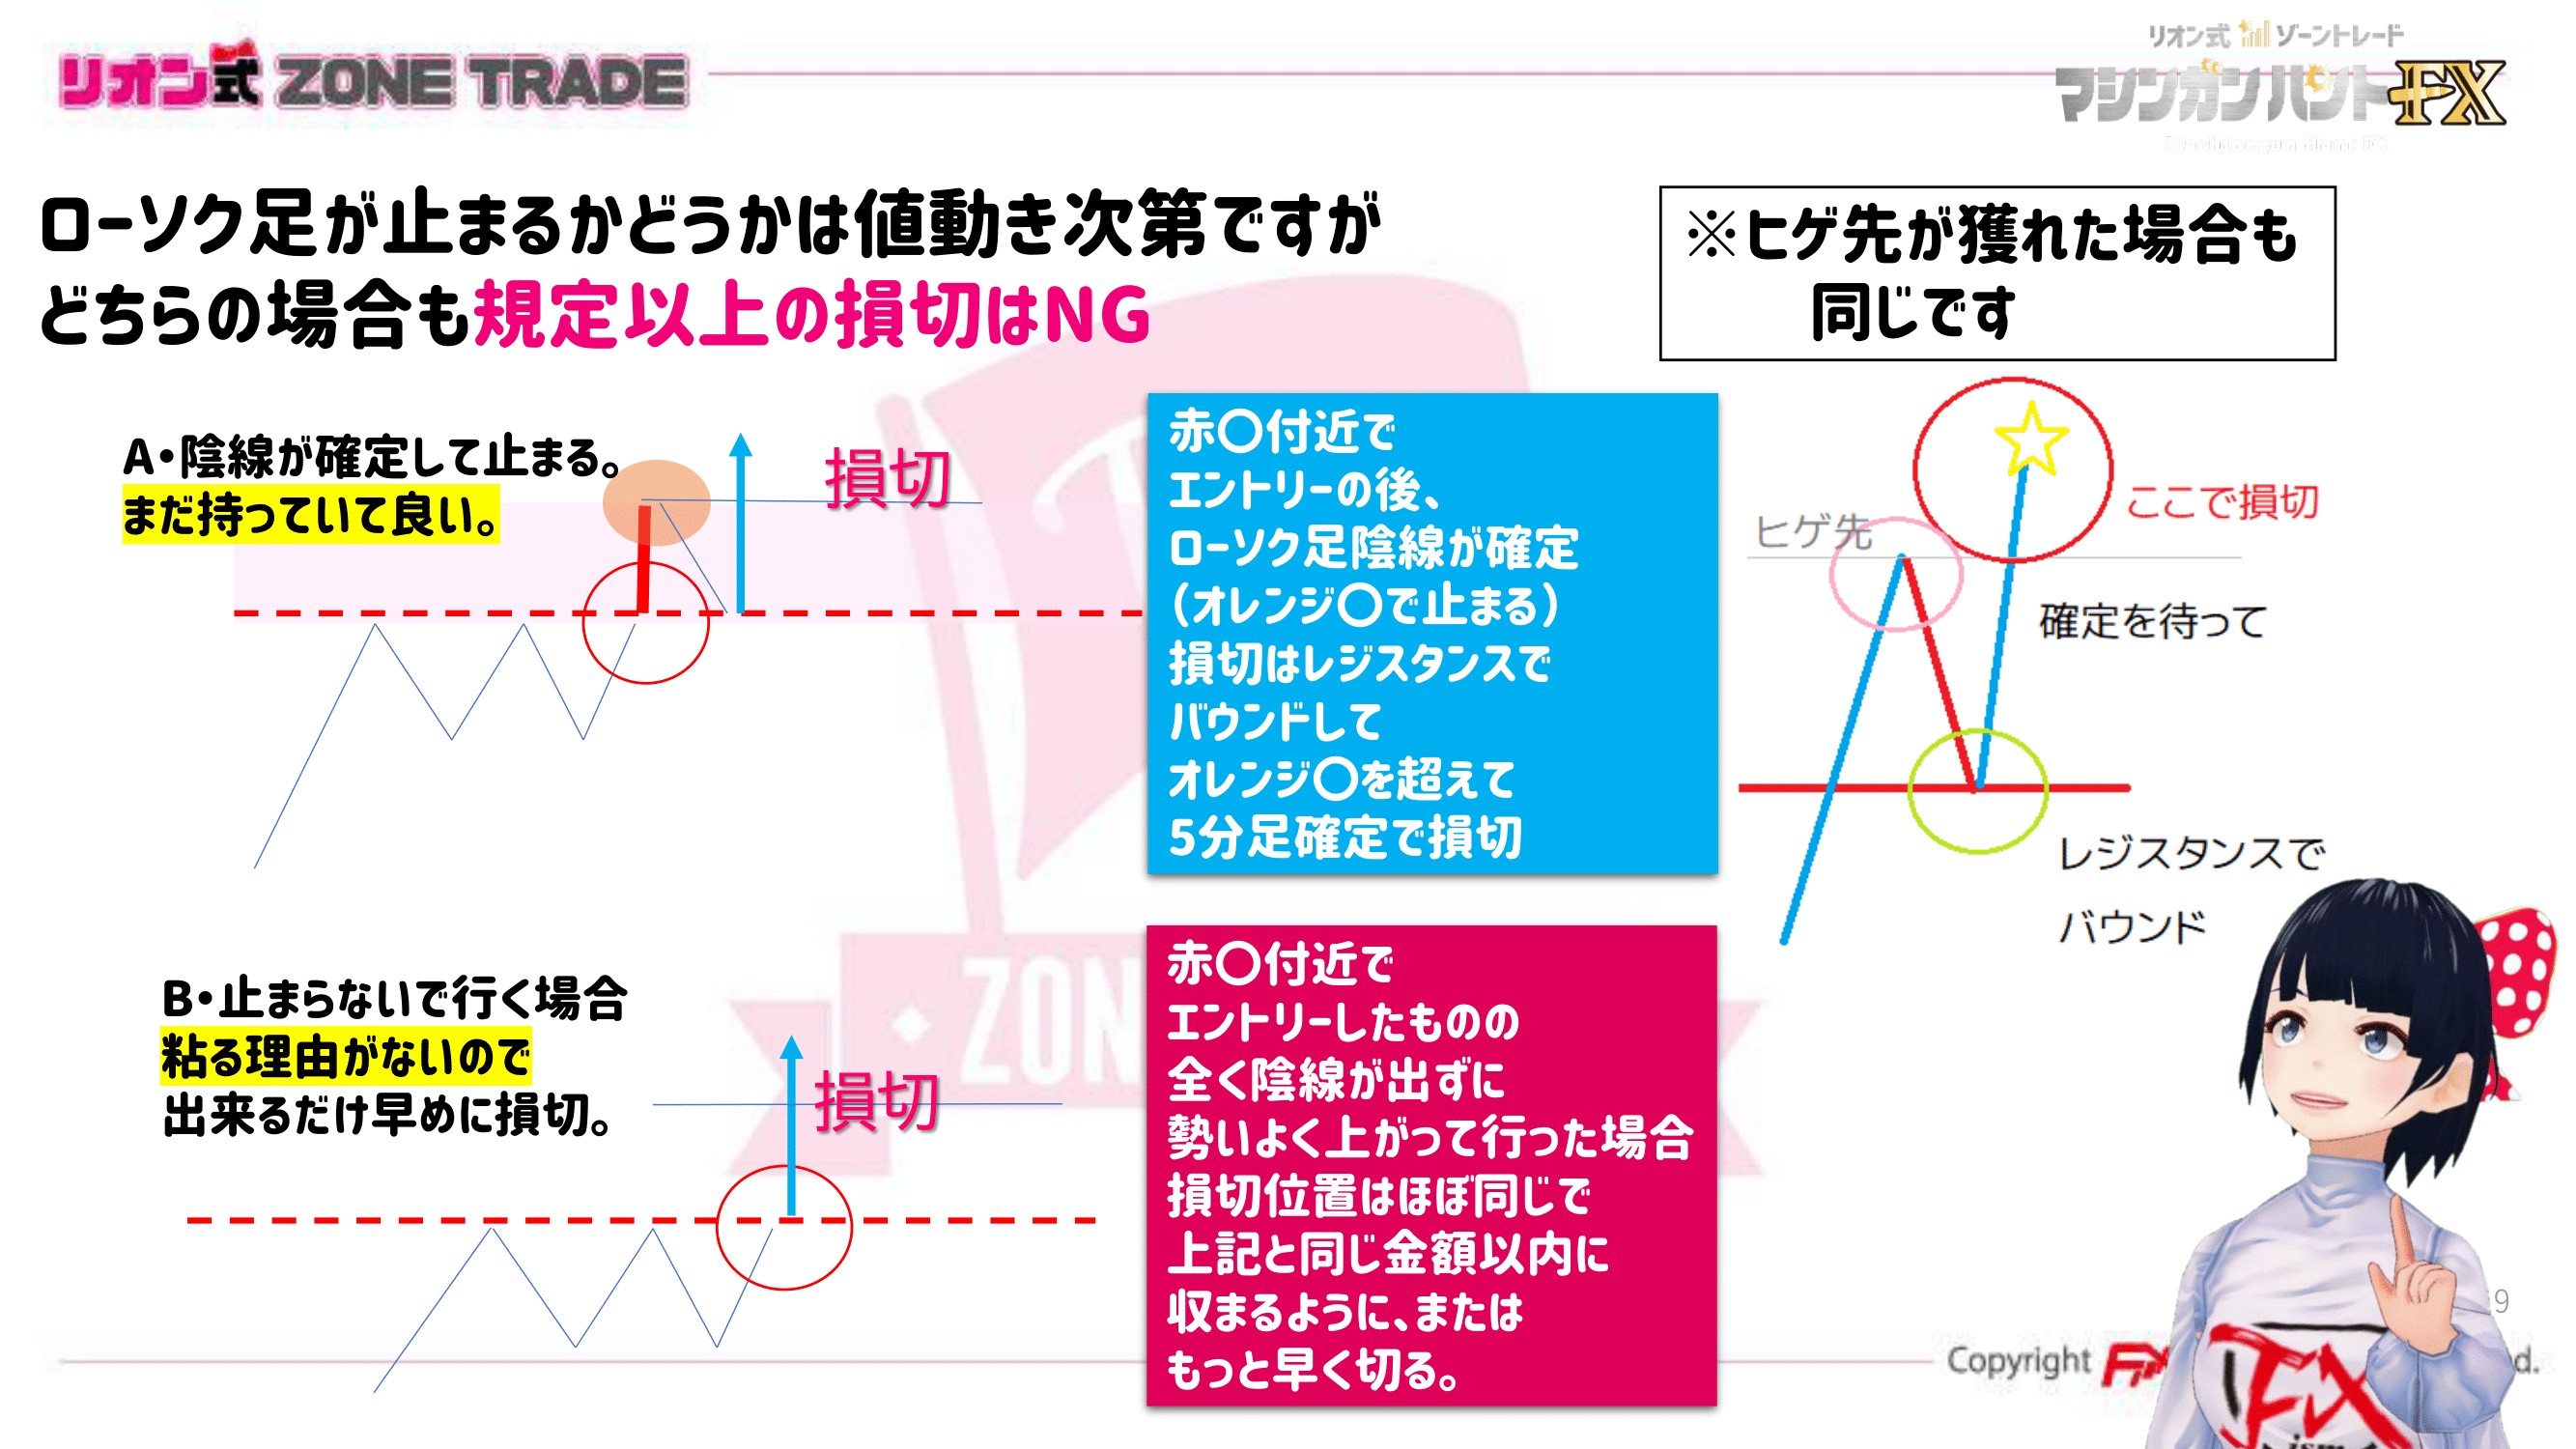 リオン式 ZONE TRADE
リオン式 ゾーントレード
マシンガンハントFX
ローソク足が止まるかどうかは値動き次第ですが
どちらの場合も規定以上の損切はNG
※ヒゲ先が獲れた場合も
同じです
A・陰線が確定して止まる。
まだ持っていて良い。
損切
赤〇付近で
エントリーの後、
ローソク足陰線が確定
（オレンジ〇で止まる）
損切はレジスタンスで
バウンドして
オレンジ〇を超えて
5分足確定で損切
ヒゲ先
ここで損切
確定を待って
レジスタンスで
バウンド
B・止まらないで行く場合
粘る理由がないので
出来るだけ早めに損切。
損切
赤〇付近で
エントリーしたものの
全く陰線が出ずに
勢いよく上がって行った場合
損切位置はほぼ同じで
上記と同じ金額以内に
収まるように、または
もっと早く切る。
ZON
9
Copyright FX d.
FX
ism